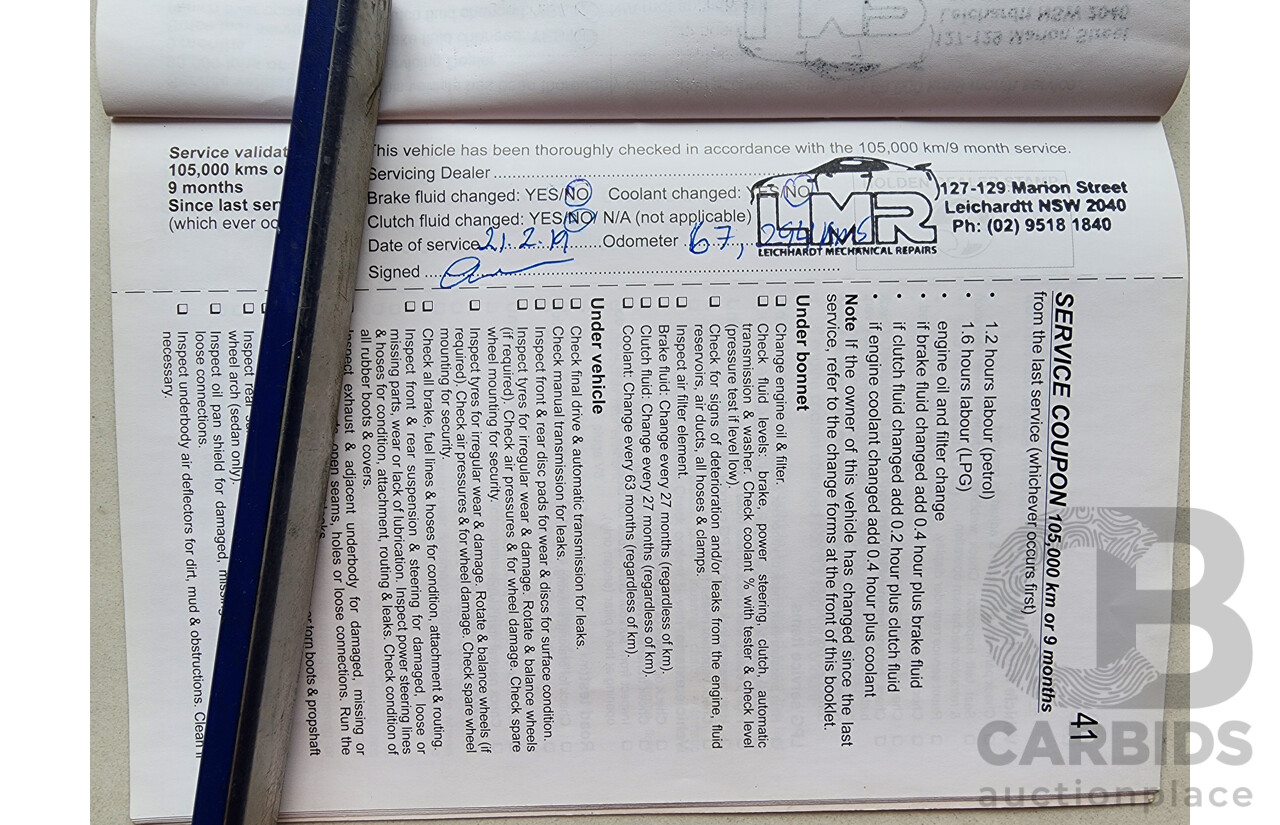 Leichardt NSW 2040
127-129 Marion Street
Service validat
105,000 kms o
9 months
Since last ser
(which ever oc
This vehicle has been thoroughly checked in accordance with the 105,000 km/9 month service.
Servicing Dealer
Brake fluid changed: YES/NO Coolant changed: YES/NO
Clutch fluid changed: YES/NO/ N/A (not applicable)
Date of service 21.2.19 Odometer 67,
Signed
LMR
LEICHHARDT MECHANICAL REPAIRS
127-129 Marion Street
Leichardtt NSW 2040
Ph: (02) 9518 1840
41
SERVICE COUPON 105,000 km or 9 months
from the last service (whichever occurs first)
• 1.2 hours labour (petrol)
• 1.6 hours labour (LPG)
• engine oil and filter change
• if brake fluid changed add 0.4 hour plus brake fluid
• if clutch fluid changed add 0.2 hour plus clutch fluid
• if engine coolant changed add 0.4 hour plus coolant
Note if the owner of this vehicle has changed since the last
service, refer to the change forms at the front of this booklet.
Under bonnet
❑ Change engine oil & filter.
❑ Check fluid levels: brake, power steering, clutch, automatic
transmission & washer. Check coolant % with tester & check level
(pressure test if level low).
❑ Check for signs of deterioration and/or leaks from the engine, fluid
reservoirs, air ducts, all hoses & clamps.
❑ Inspect air filter element.
❑ Brake fluid: Change every 27 months (regardless of km).
❑ Clutch fluid: Change every 27 months (regardless of km).
❑ Coolant: Change every 63 months (regardless of km).
Under vehicle
❑ Check final drive & automatic transmission for leaks.
❑ Check manual transmission for leaks.
❑ Inspect front & rear disc pads for wear & discs for surface condition.
❑ Inspect tyres for irregular wear & damage. Rotate & balance wheels
(if required). Check air pressures & for wheel damage. Check spare
wheel mounting for security.
❑ Inspect tyres for irregular wear & damage. Rotate & balance wheels (if
required). Check air pressures & for wheel damage. Check spare wheel
mounting for security.
❑ Check all brake, fuel lines & hoses for condition, attachment & routing.
❑ Inspect front & rear suspension & steering for damaged, loose or
missing parts, wear or lack of lubrication. Inspect power steering lines
& hoses for condition, attachment, routing & leaks. Check condition of
all rubber boots & covers.
Inspect exhaust & adjacent underbody for damaged, missing or
open seams, holes or loose connections. Run the
or torn boots & propshaft
❑ Inspect rear
wheel arch (sedan only).
❑ Inspect oil pan shield for damaged, missing
loose connections.
❑ Inspect underbody air deflectors for dirt, mud & obstructions. Clean if
necessary.
CB
CARBIDS
auctionplace